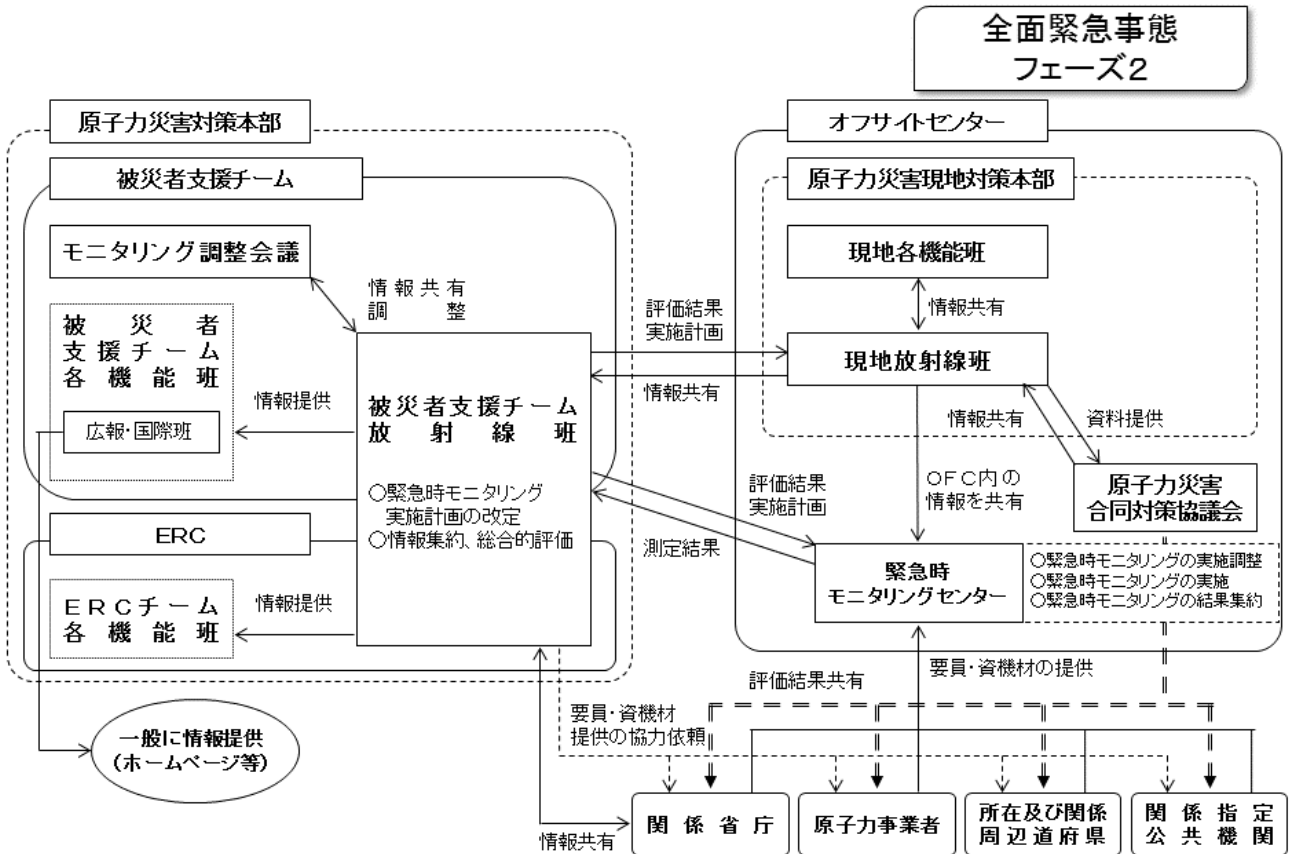 全面緊急事態
フェーズ2
原子力災害対策本部
被災者支援チーム
モニタリング調整会議
情報共有
調整
被災者
支援チーム
各機能班
広報・国際班
情報提供
被災者支援チーム
放射線班
○緊急時モニタリング
実施計画の改定
○情報集約、総合的評価
ERC
ERCチーム
各機能班
情報提供
一般に情報提供
(ホームページ等)
評価結果
実施計画
情報共有
評価結果
実施計画
測定結果
オフサイトセンター
原子力災害現地対策本部
現地各機能班
情報共有
現地放射線班
情報共有
資料提供
OFC内の
情報を共有
原子力災害
合同対策協議会
緊急時
モニタリングセンター
○緊急時モニタリングの実施調整
○緊急時モニタリングの実施
○緊急時モニタリングの結果集約
評価結果共有
要員・資機材の提供
要員・資機材
提供の協力依頼
情報共有
関係省庁
原子力事業者
所在及び関係
周辺道府県
関係指定
公共機関